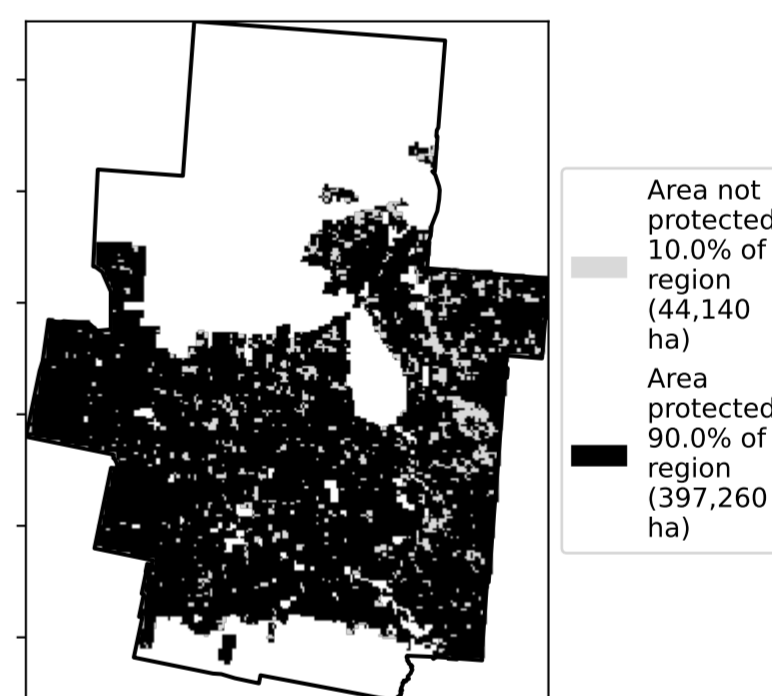 Area not
protected
10.0% of
region
(44,140
ha)
Area
protected
90.0% of
region
(397,260
ha)